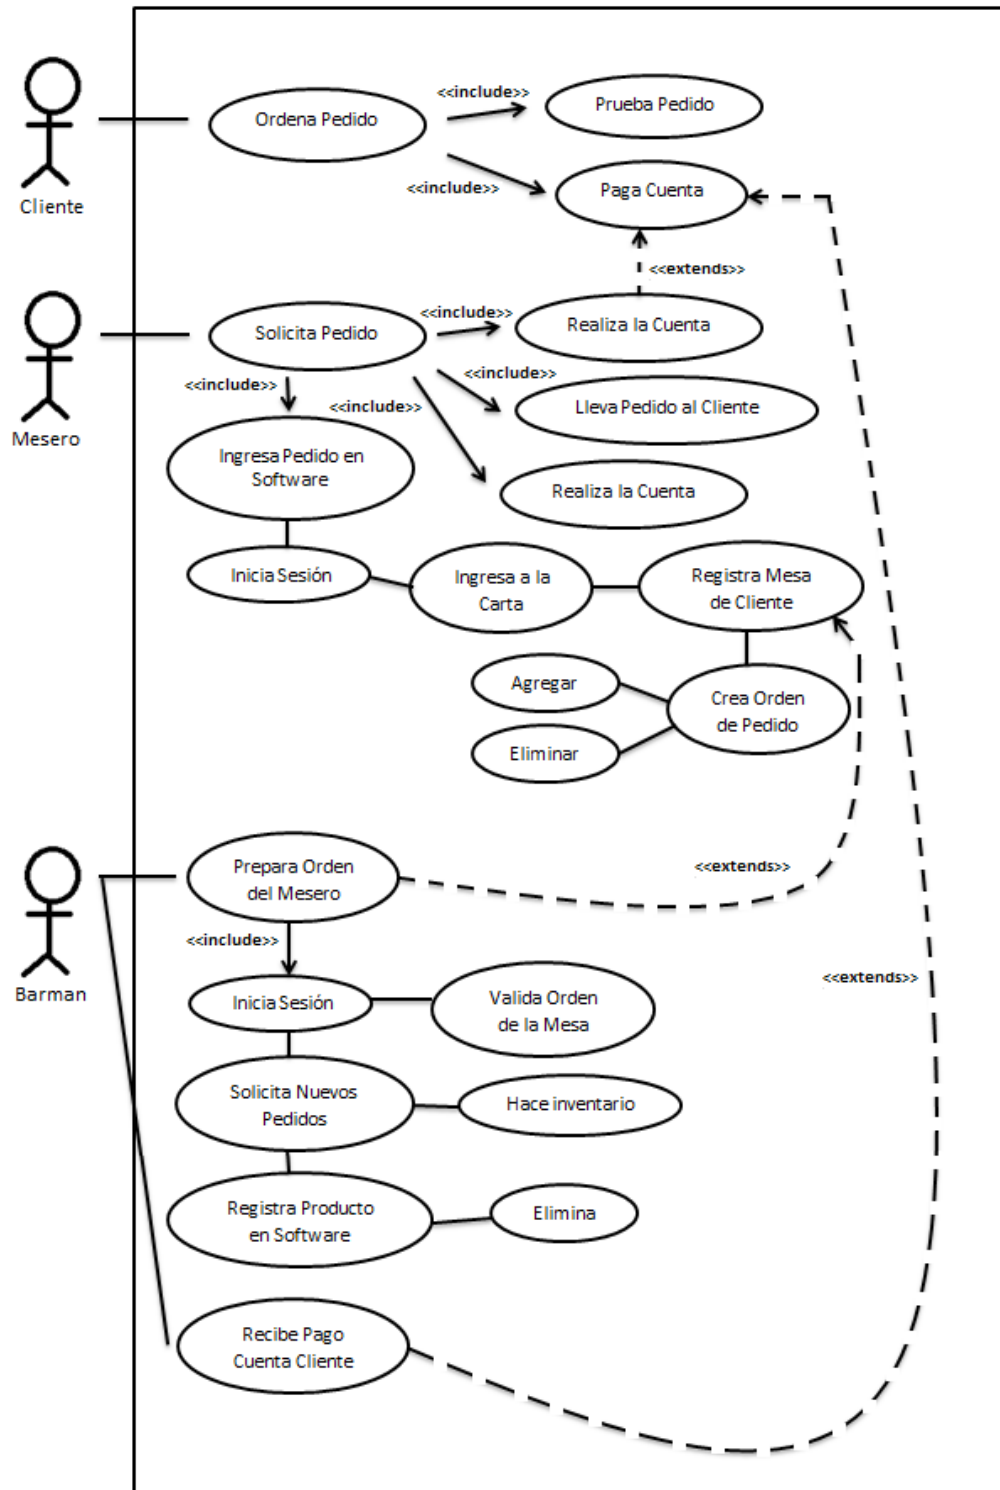 <<include>>
Prueba Pedido
Ordena Pedido
<<include>>
Paga Cuenta
Cliente
<<extends>>
<<include>>
Realiza la Cuenta
Solicita Pedido
<<include>>
<<include>>
<<include>>
Lleva Pedido al Cliente
Mesero
Ingresa Pedido en
Software
Realiza la Cuenta
Inicia Sesión
Ingresa a la
Carta
Registra Mesa
de Cliente
Agregar
Crea Orden
de Pedido
Eliminar
Prepara Orden
del Mesero
<<extends>>
<<include>>
<<extends>>
Barman
Inicia Sesión
Valida Orden
de la Mesa
Solicita Nuevos
Pedidos
Hace inventario
Registra Producto
en Software
Elimina
Recibe Pago
Cuenta Cliente